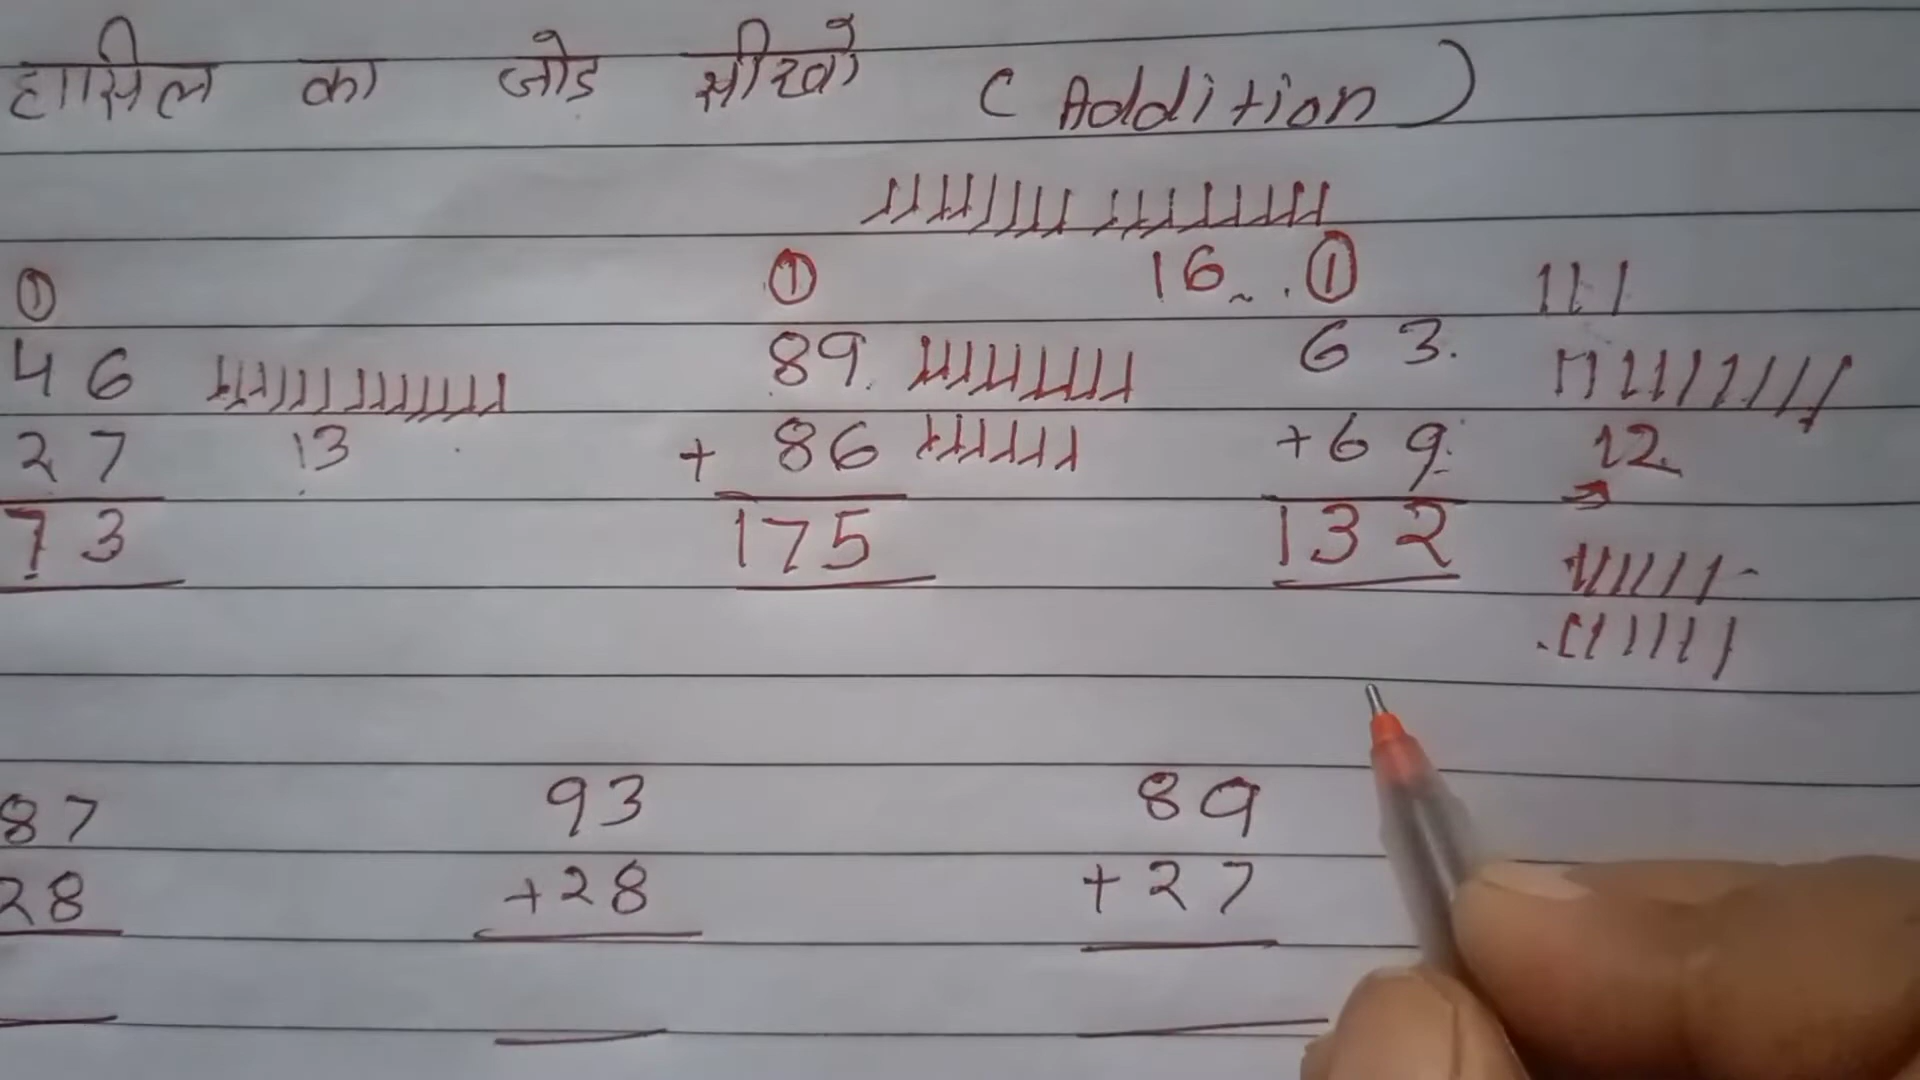 हासिल का जोड़ सीखो (Addition)
① ① 16 ①
46 89 63
27 13 + 86 +69 12
73 175 132
87 93 89
28 +28 +27